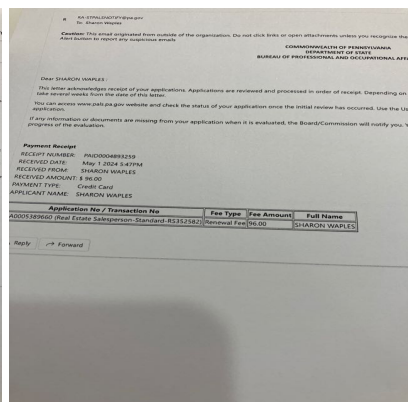 R RA-STPALSNOTIFY@pa.gov
To: Sharon Waples
Caution: This email originated from outside of the organization. Do not click links or open attachments unless you recognize the
Alert button to report any suspicious emails
COMMONWEALTH OF PENNSYLVANIA
DEPARTMENT OF STATE
BUREAU OF PROFESSIONAL AND OCCUPATIONAL AFF
Dear SHARON WAPLES :
This letter acknowledges receipt of your applications. Applications are reviewed and processed in order of receipt. Depending on
take several weeks from the date of this letter.
You can access www.pals.pa.gov website and check the status of your application once the initial review has occurred. Use the
application.
If any information or documents are missing from your application when it is evaluated, the Board/Commission will notify you.
progress of the evaluation.
Payment Receipt
RECEIPT NUMBER: PAID0004893259
RECEIVED DATE: May 1 2024 5:47PM
RECEIVED FROM: SHARON WAPLES
RECEIVED AMOUNT: $ 96.00
PAYMENT TYPE: Credit Card
APPLICANT NAME: SHARON WAPLES
Application No / Transaction No Fee Type Fee Amount Full Name
A0005389660 (Real Estate Salesperson-Standard-RS352582) Renewal Fee 96.00 SHARON WAPLES
Reply Forward